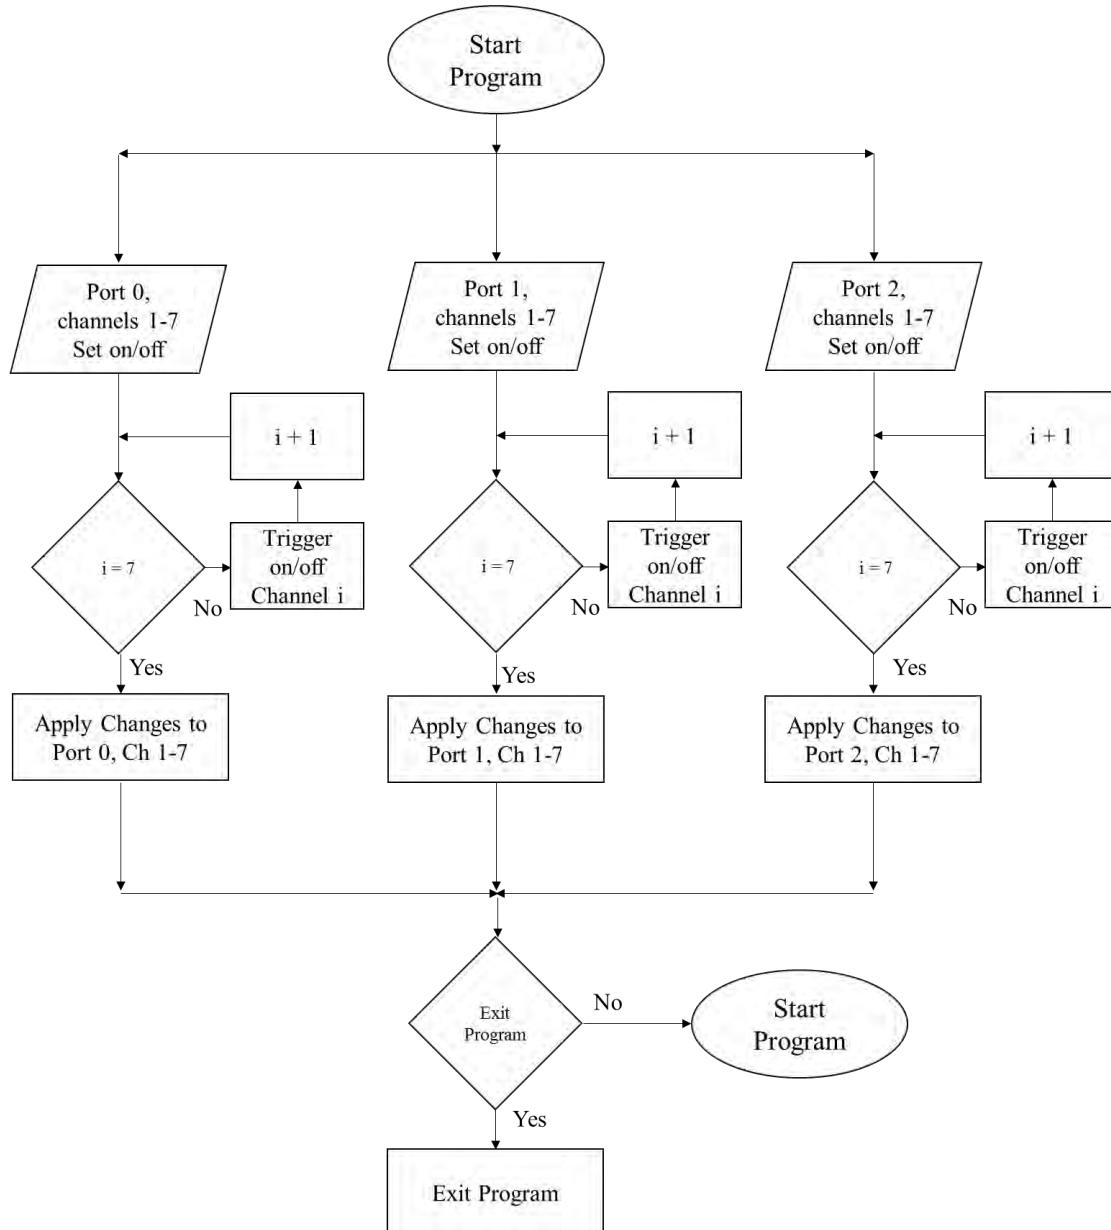 Start
Program
Port 0,
channels 1-7
Set on/off
Port 1,
channels 1-7
Set on/off
Port 2,
channels 1-7
Set on/off
i + 1
i + 1
i + 1
i = 7
No
Trigger
on/off
Channel i
i = 7
No
Trigger
on/off
Channel i
i = 7
No
Trigger
on/off
Channel i
Yes
Yes
Yes
Apply Changes to
Port 0, Ch 1-7
Apply Changes to
Port 1, Ch 1-7
Apply Changes to
Port 2, Ch 1-7
Exit
Program
No
Start
Program
Yes
Exit Program